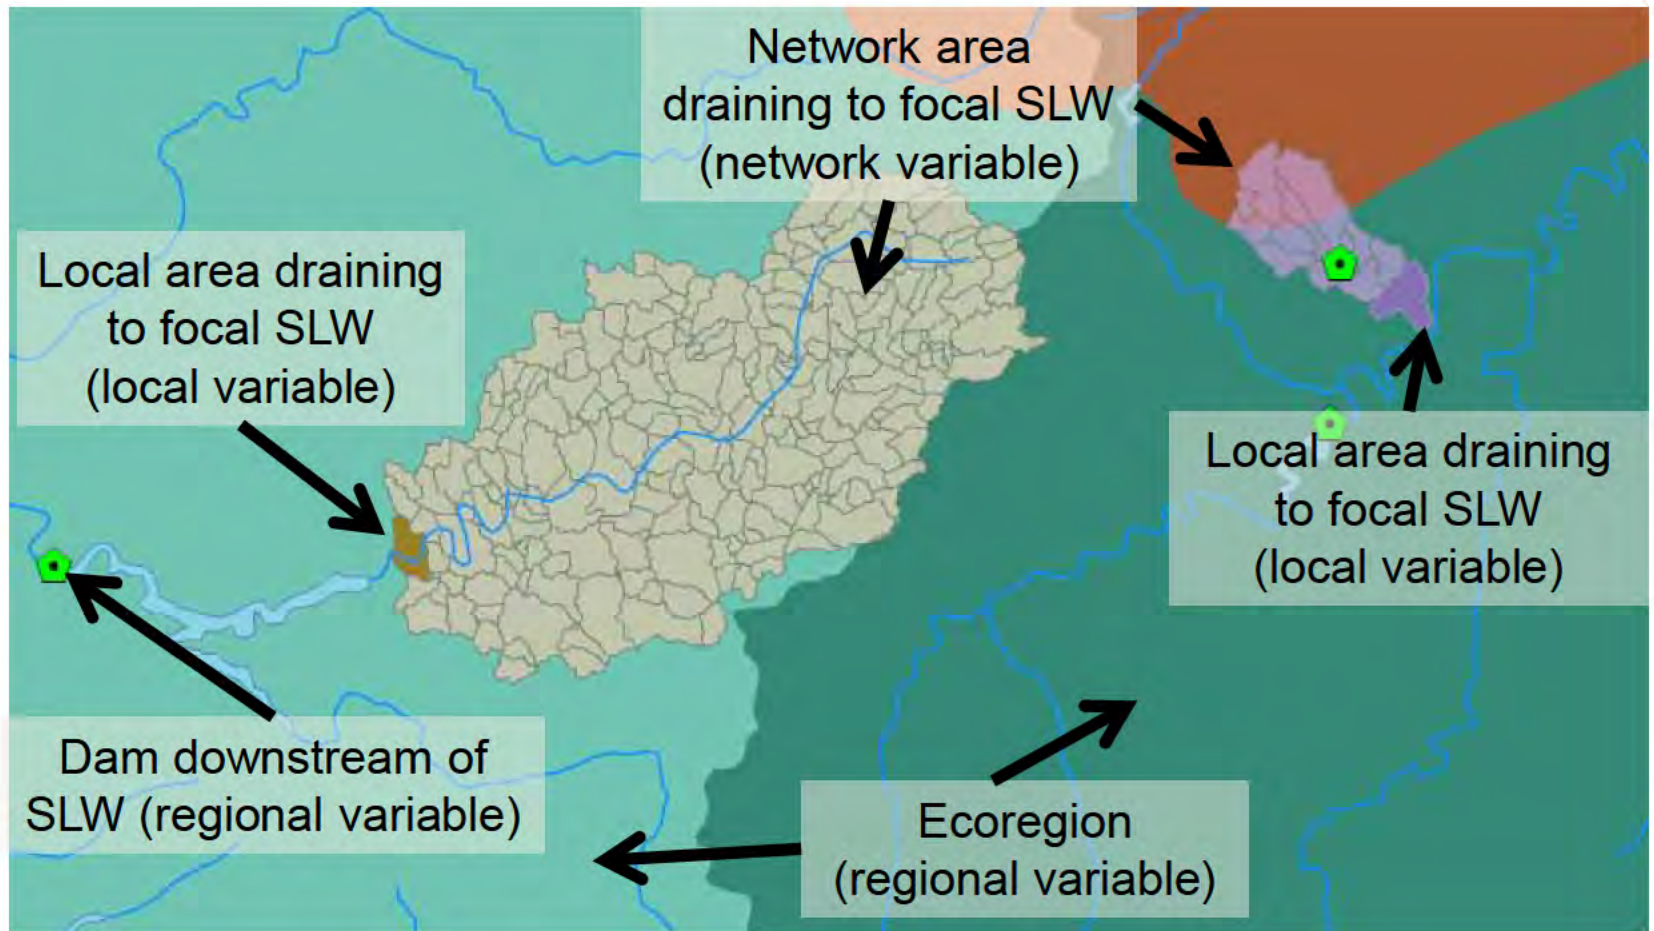 Network area
draining to focal SLW
(network variable)
Local area draining
to focal SLW
(local variable)
Local area draining
to focal SLW
(local variable)
Dam downstream of
SLW (regional variable)
Ecoregion
(regional variable)